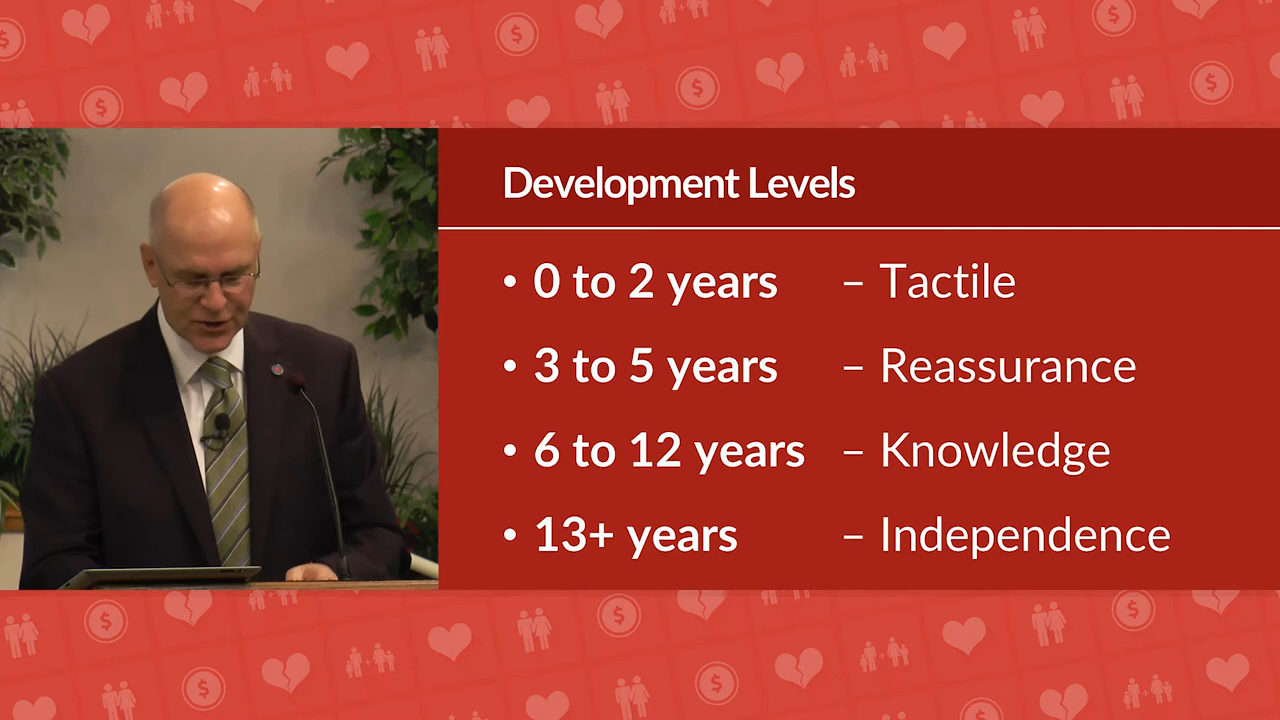 Development Levels
• 0 to 2 years – Tactile
• 3 to 5 years – Reassurance
• 6 to 12 years – Knowledge
• 13+ years – Independence